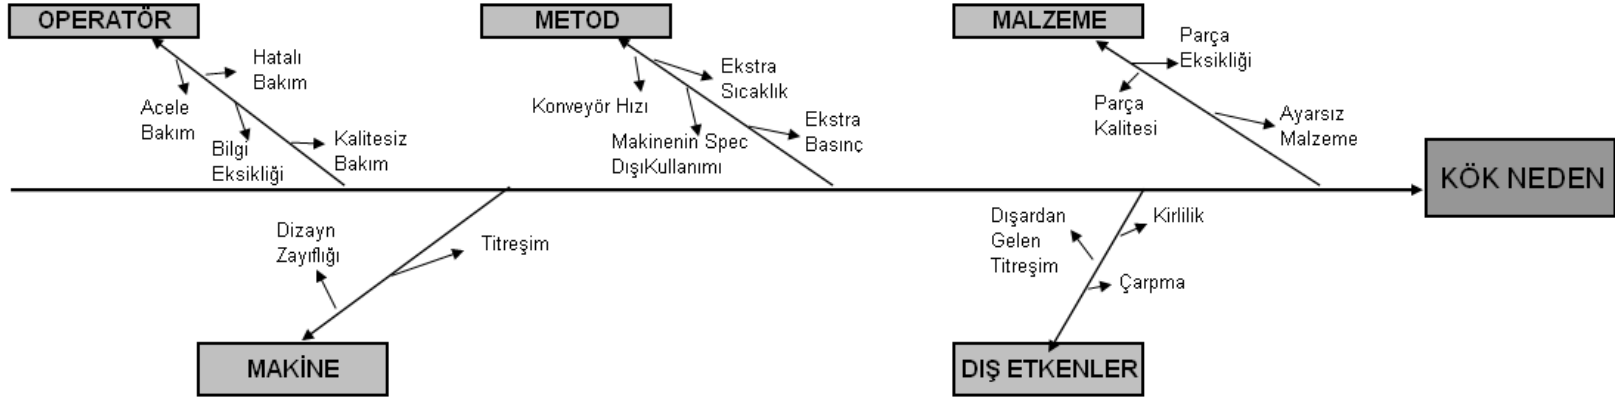 OPERATÖR
METOD
MALZEME
Hatalı
Bakım
Acele
Bakım
Bilgi
Eksikliği
Kalitesiz
Bakım
Ekstra
Sıcaklık
Konveyör Hızı
Makinenin Spec
DışıKullanımı
Ekstra
Basınç
Parça
Eksikliği
Parça
Kalitesi
Ayarsız
Malzeme
KÖK NEDEN
Dizayn
Zayıflığı
Titreşim
Dışardan
Gelen
Titreşim
Kirlilik
Çarpma
MAKİNE
DIŞ ETKENLER